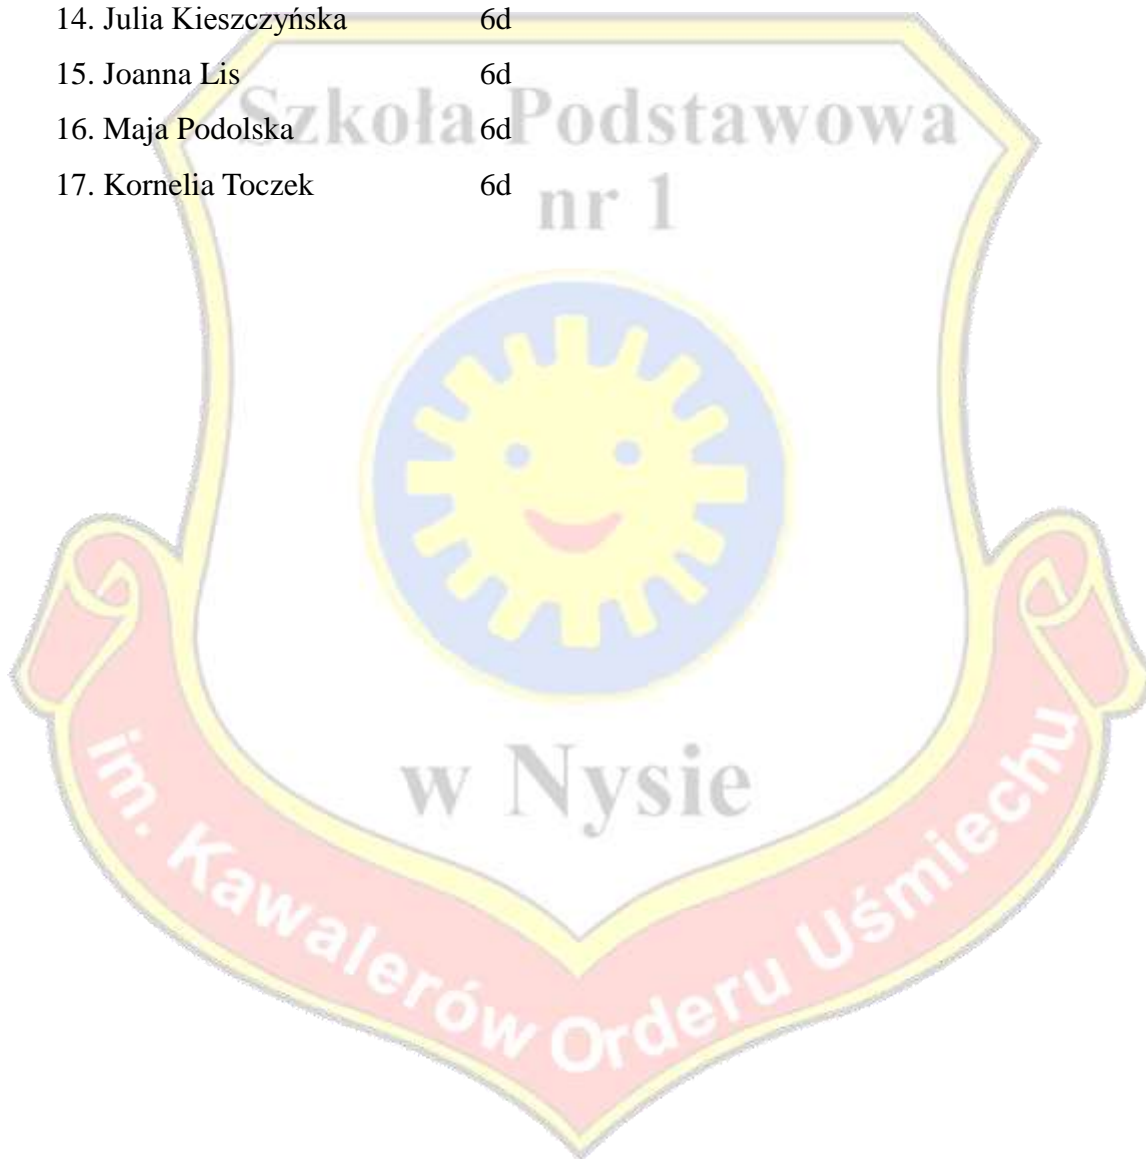 14. Julia Kieszczyńska 6d
15. Joanna Lis 6d
Szkoła Podstawowa
16. Maja Podolska 6d
17. Kornelia Toczek 6d
nr 1
w Nysie
im. Kawalerów Orderu Uśmiechu